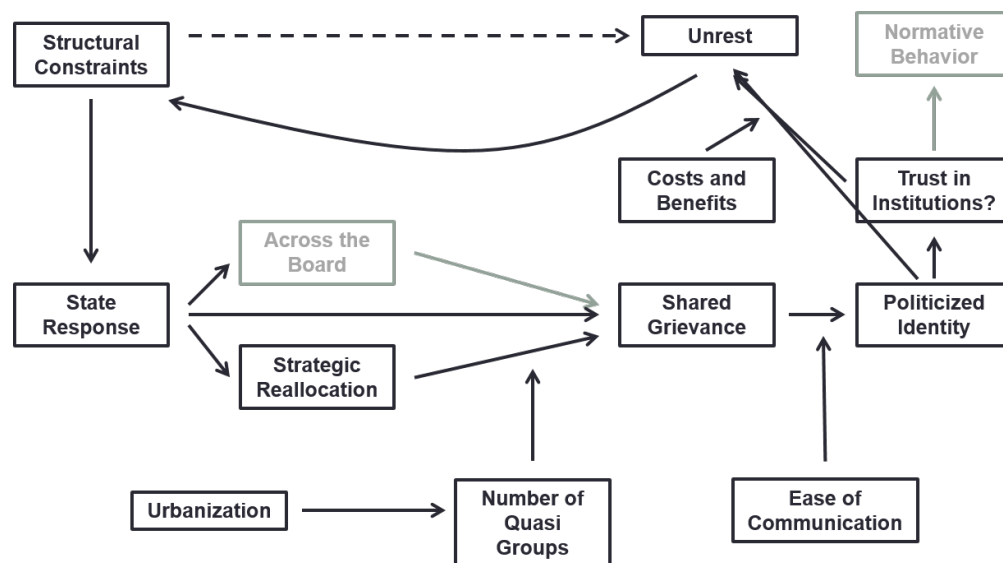 Structural
Constraints
Unrest
Normative
Behavior
Costs and
Benefits
Trust in
Institutions?
Across the
Board
State
Response
Shared
Grievance
Politicized
Identity
Strategic
Reallocation
Urbanization
Number of
Quasi
Groups
Ease of
Communication